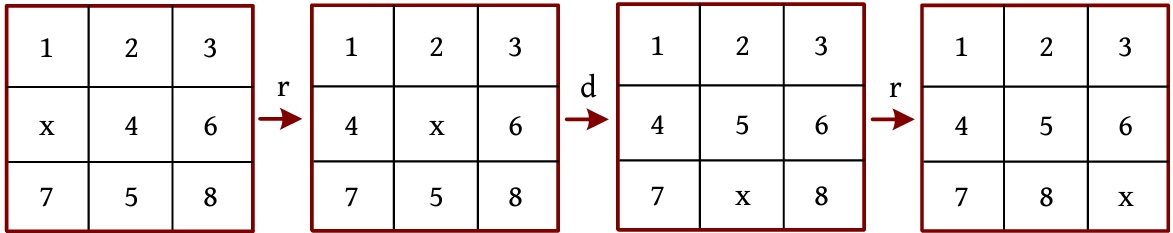 1 2 3 1 2 3 1 2 3 1 2 3
r d r
x 4 6 4 x 6 4 5 6 4 5 6
7 5 8 7 5 8 7 x 8 7 8 x